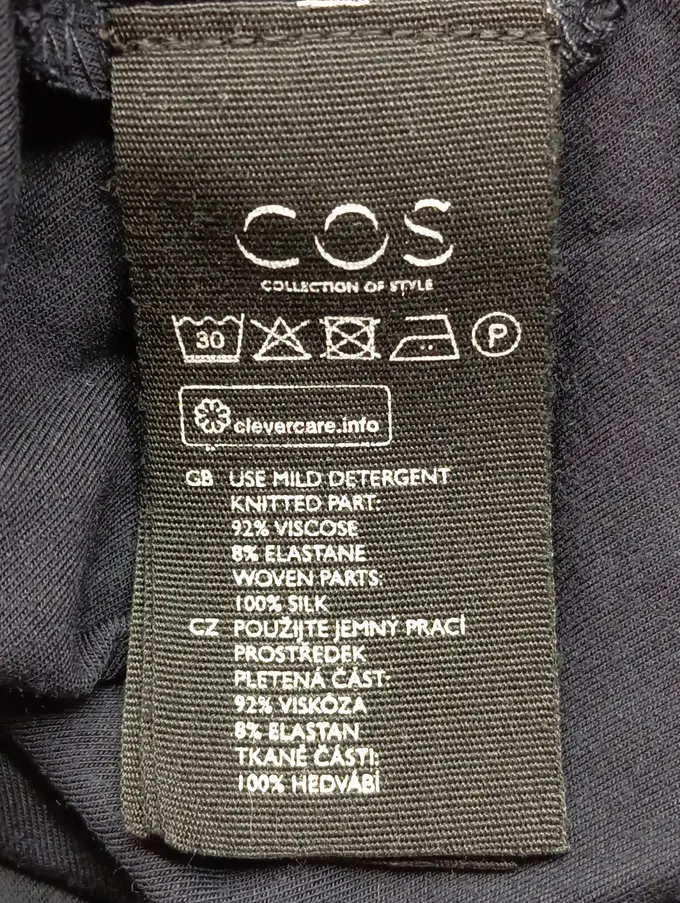 COS
COLLECTION OF STYLE
30 P
clevercare.info
GB USE MILD DETERGENT
KNITTED PART:
92% VISCOSE
8% ELASTANE
WOVEN PARTS:
100% SILK
CZ POUŽIJTE JEMNÝ PRACÍ
PROSTŘEDEK
PLETENÁ ČÁST:
92% VISKÓZA
8% ELASTAN
TKANÉ ČÁSTI:
100% HEDVÁBÍ